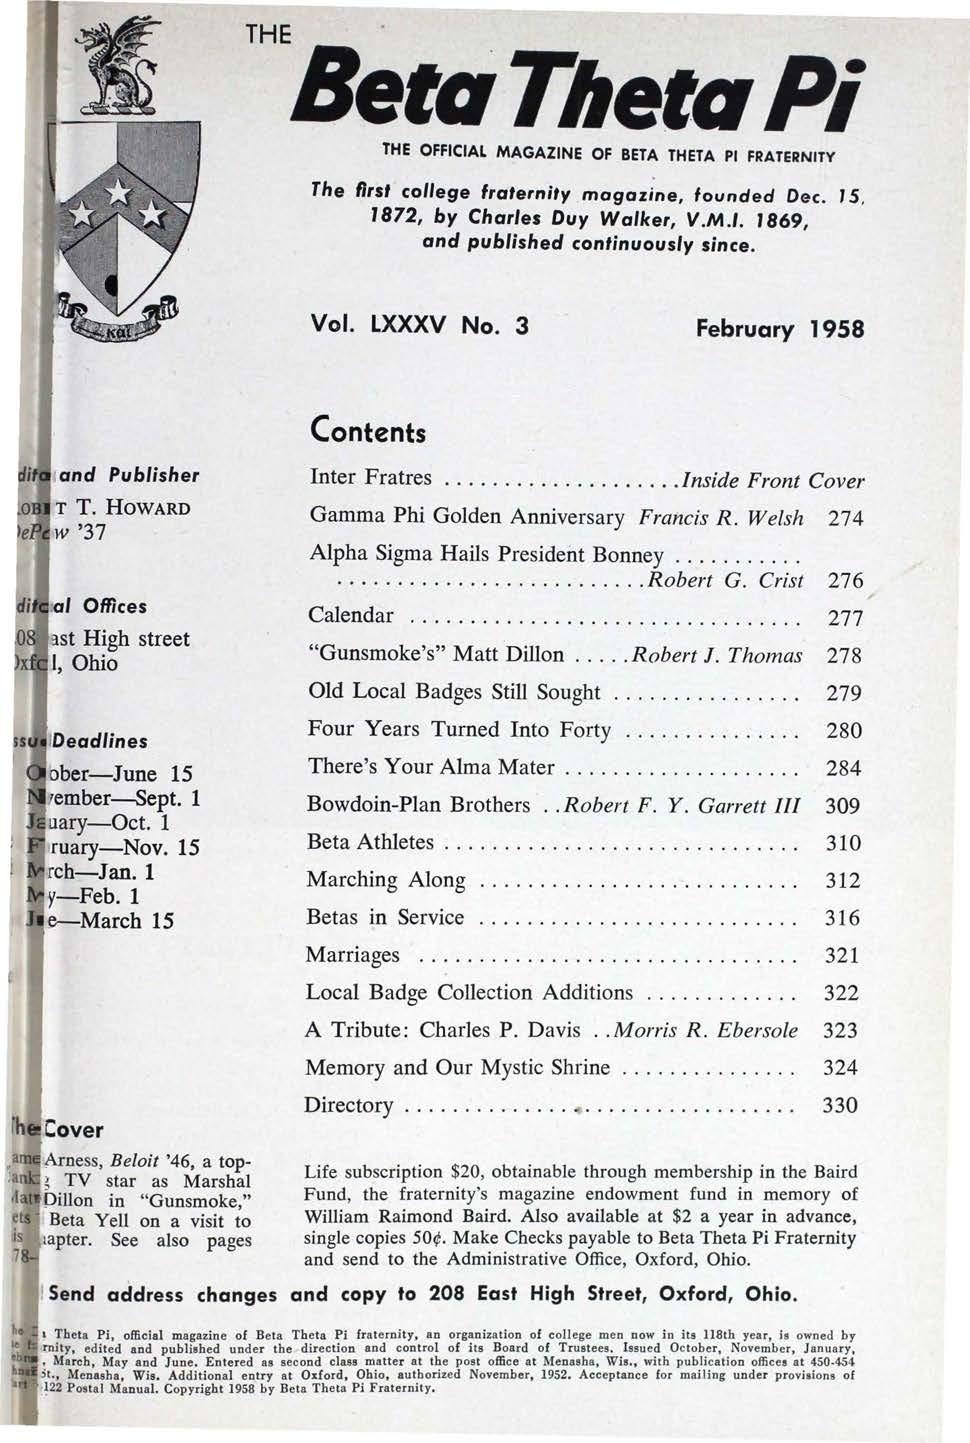 THE
Beta Theta Pi
THE OFFICIAL MAGAZINE OF BETA THETA PI FRATERNITY
The first college fraternity magazine, founded Dec. 15,
1872, by Charles Duy Walker, V.M.I. 1869,
and published continuously since.
και
Vol. LXXXV No. 3 February 1958
and Publisher
T. HOWARD
'37
Offices
High street
Ohio
Deadlines
June 15
Sept. 1
Oct. 1
Nov. 15
Jan. 1
Feb. 1
March 15
Cover
Arness, Beloit '46, a top-
TV star as Marshal
Dillon in "Gunsmoke,"
Beta Yell on a visit to
See also pages
Contents
Inter Fratres . . . . . . . . . . . . . . . . . . . . Inside Front Cover
Gamma Phi Golden Anniversary Francis R. Welsh 274
Alpha Sigma Hails President Bonney . . . . . . . . . . .
. . . . . . . . . . . . . . . . . . . . . . . . . . Robert G. Crist 276
Calendar . . . . . . . . . . . . . . . . . . . . . . . . . . . . . . . . . 277
"Gunsmoke's" Matt Dillon . . . . . Robert J. Thomas 278
Old Local Badges Still Sought . . . . . . . . . . . . . . . . 279
Four Years Turned Into Forty . . . . . . . . . . . . . . . 280
There's Your Alma Mater . . . . . . . . . . . . . . . . . . . . 284
Bowdoin-Plan Brothers . . Robert F. Y. Garrett III 309
Beta Athletes . . . . . . . . . . . . . . . . . . . . . . . . . . . . . . 310
Marching Along . . . . . . . . . . . . . . . . . . . . . . . . . . . 312
Betas in Service . . . . . . . . . . . . . . . . . . . . . . . . . . . 316
Marriages . . . . . . . . . . . . . . . . . . . . . . . . . . . . . . . . 321
Local Badge Collection Additions . . . . . . . . . . . . . 322
A Tribute: Charles P. Davis . . Morris R. Ebersole 323
Memory and Our Mystic Shrine . . . . . . . . . . . . . . . 324
Directory . . . . . . . . . . . . . . . . . . . . . . . . . . . . . . . . . 330
Life subscription $20, obtainable through membership in the Baird
Fund, the fraternity's magazine endowment fund in memory of
William Raimond Baird. Also available at $2 a year in advance,
single copies 50¢. Make Checks payable to Beta Theta Pi Fraternity
and send to the Administrative Office, Oxford, Ohio.
Send address changes and copy to 208 East High Street, Oxford, Ohio.
Theta Pi, official magazine of Beta Theta Pi fraternity, an organization of college men now in its 118th year, is owned by
edited and published under the direction and control of its Board of Trustees. Issued October, November, January,
March, May and June. Entered as second class matter at the post office at Menasha, Wis., with publication offices at 450-454
St., Menasha, Wis. Additional entry at Oxford, Ohio, authorized November, 1952. Acceptance for mailing under provisions of
122 Postal Manual. Copyright 1958 by Beta Theta Pi Fraternity.